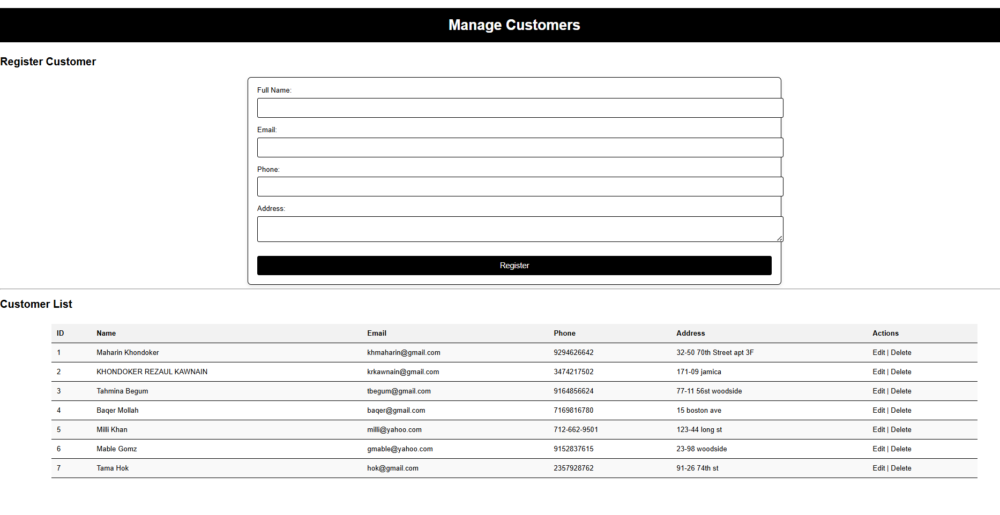 Manage Customers
Register Customer
Full Name:
Email:
Phone:
Address:
Register
Customer List
ID Name Email Phone Address Actions
1 Maharin Khondoker khmaharin@gmail.com 9294626642 32-50 70th Street apt 3F Edit | Delete
2 KHONDOKER REZAUL KAWNAIN krkawnain@gmail.com 3474217502 171-09 jamica Edit | Delete
3 Tahmina Begum tbegum@gmail.com 9164856624 77-11 56st woodside Edit | Delete
4 Baqer Mollah baqer@gmail.com 7169816780 15 boston ave Edit | Delete
5 Milli Khan milli@yahoo.com 712-662-9501 123-44 long st Edit | Delete
6 Mable Gomz gmable@yahoo.com 9152837615 23-98 woodside Edit | Delete
7 Tama Hok hok@gmail.com 2357928762 91-26 74th st Edit | Delete